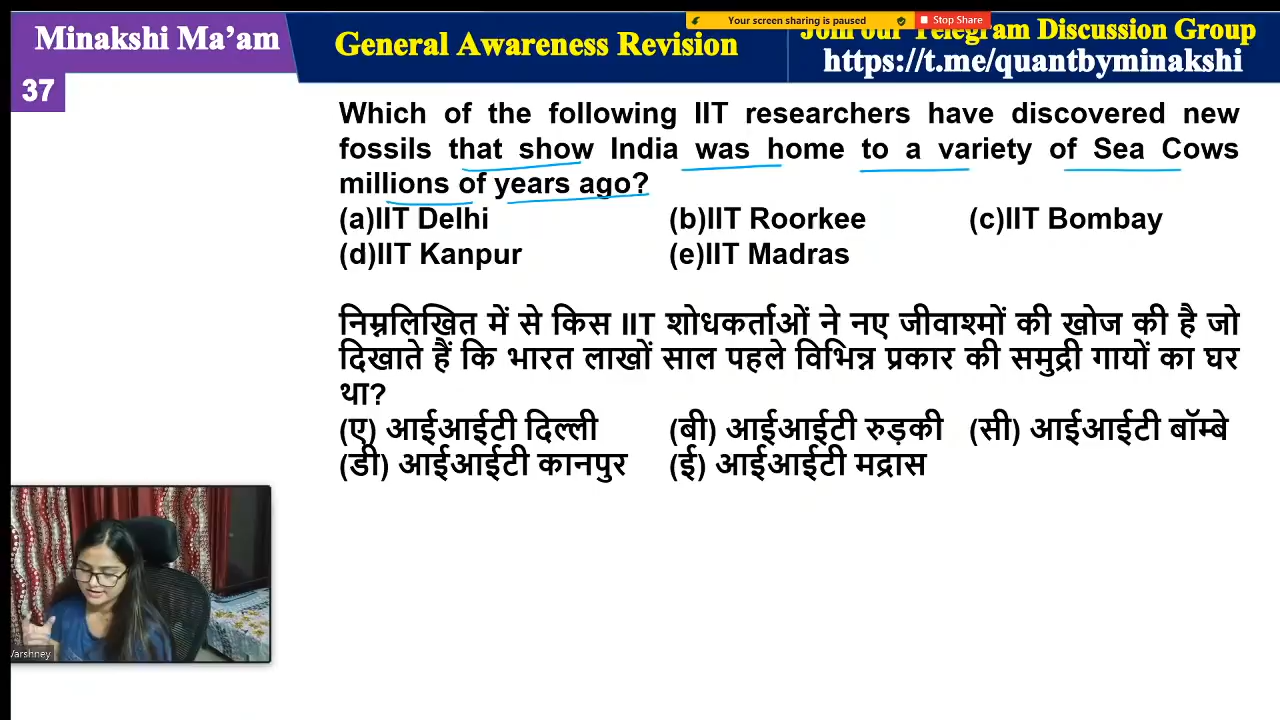 Your screen sharing is paused
Stop Share
Minakshi Ma'am
General Awareness Revision
Join our Telegram Discussion Group
https://t.me/quantbyminakshi
37
Which of the following IIT researchers have discovered new
fossils that show India was home to a variety of Sea Cows
millions of years ago?
(a)IIT Delhi (b)IIT Roorkee (c)IIT Bombay
(d)IIT Kanpur (e)IIT Madras
निम्नलिखित में से किस IIT शोधकर्ताओं ने नए जीवाश्मों की खोज की है जो
दिखाते हैं कि भारत लाखों साल पहले विभिन्न प्रकार की समुद्री गायों का घर
था?
(ए) आईआईटी दिल्ली (बी) आईआईटी रुड़की (सी) आईआईटी बॉम्बे
(डी) आईआईटी कानपुर (ई) आईआईटी मद्रास
Varshney